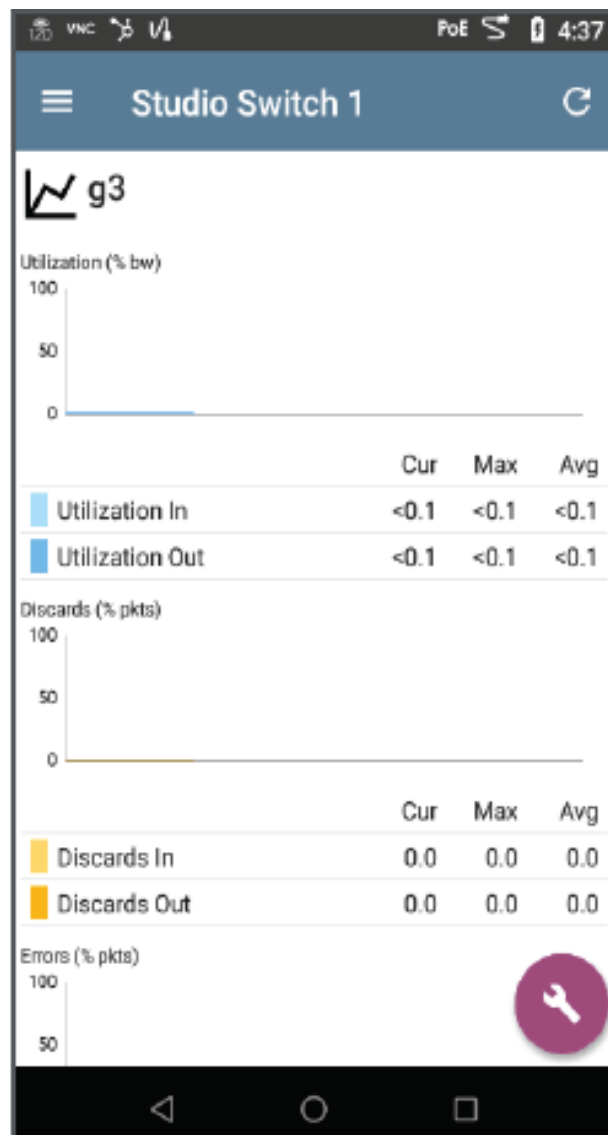 VNC PoE 4:37
Studio Switch 1
g3
Utilization (% bw)
100
50
0
Cur Max Avg
Utilization In <0.1 <0.1 <0.1
Utilization Out <0.1 <0.1 <0.1
Discards (% pkts)
100
50
0
Cur Max Avg
Discards In 0.0 0.0 0.0
Discards Out 0.0 0.0 0.0
Errors (% pkts)
100
50